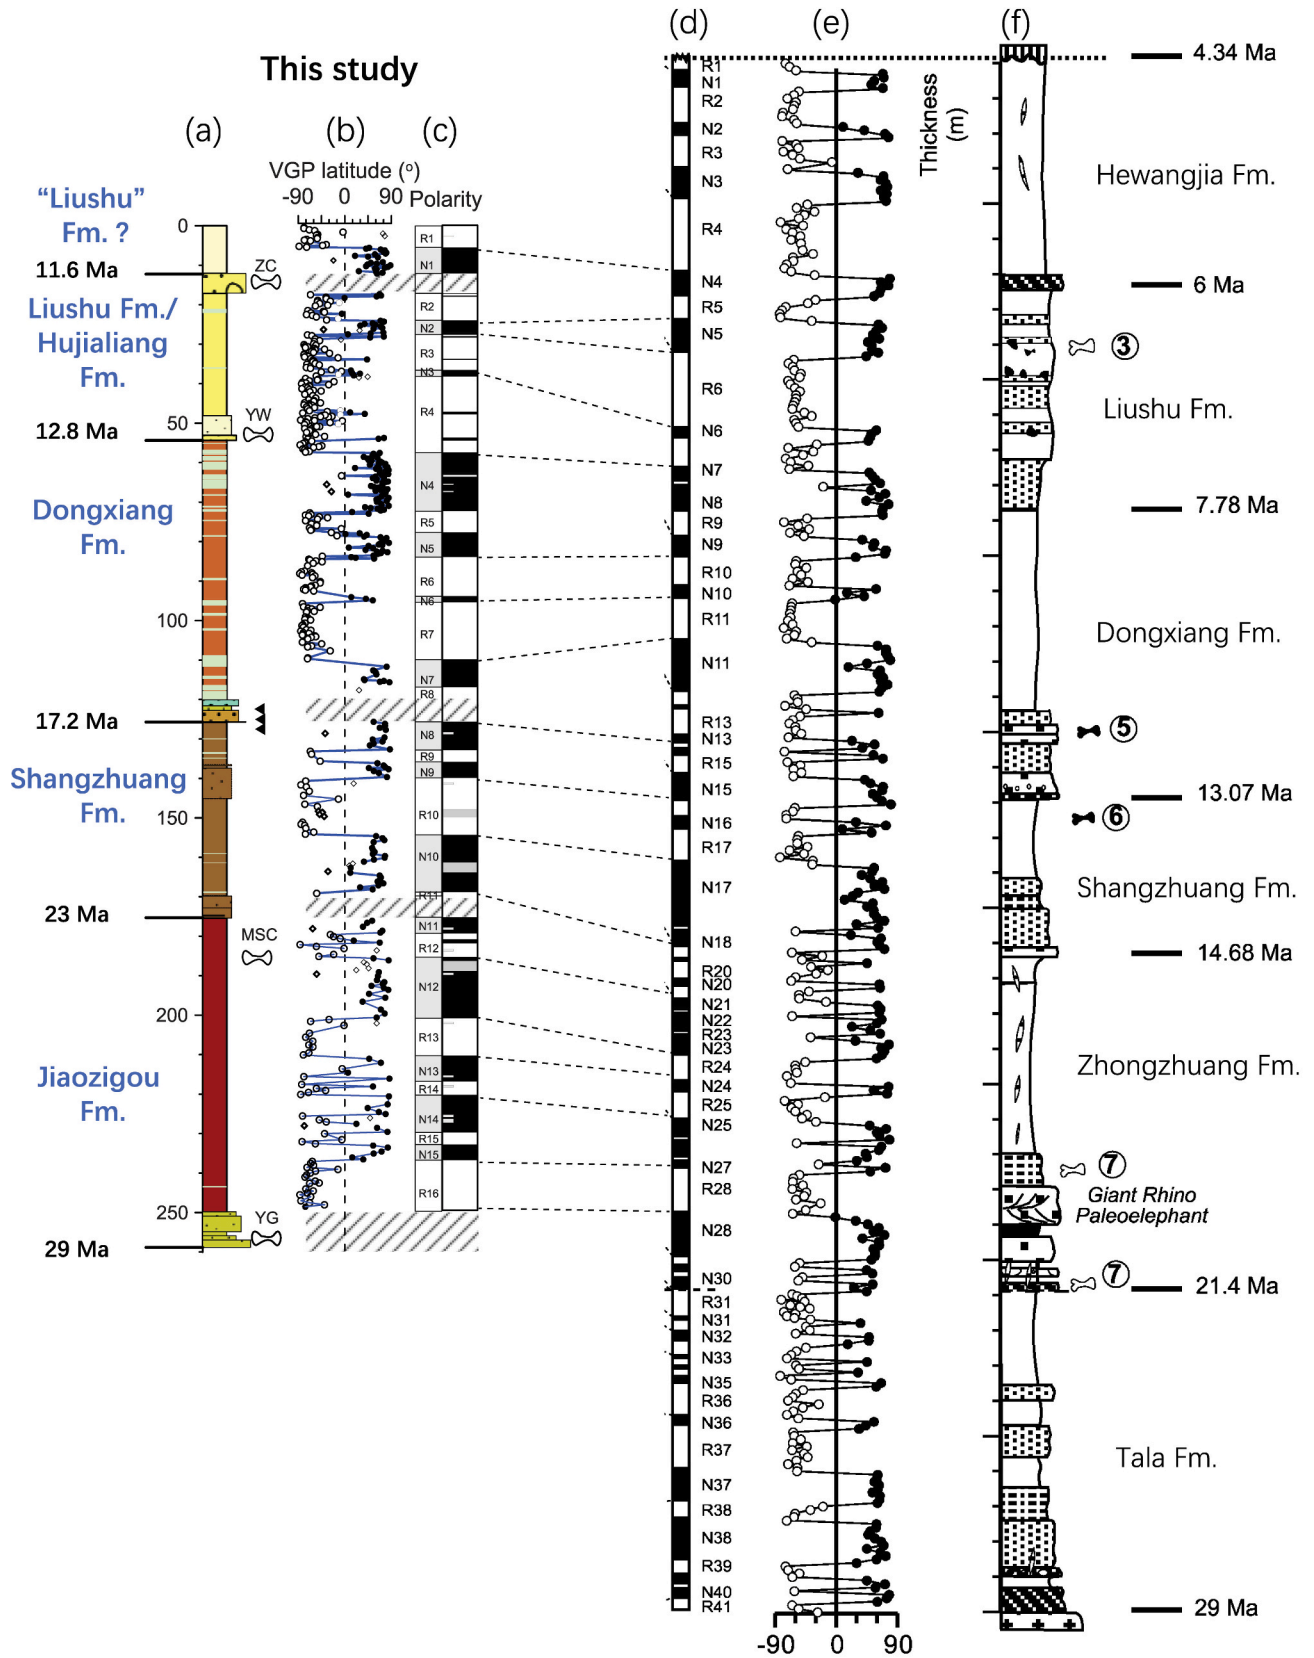 This study
(a)
(b)
(c)
(d)
(e)
(f)
VGP latitude (o)
-90 0 90
Polarity
“Liushu”
Fm. ?
11.6 Ma
Liushu Fm./
Hujialiang
Fm.
12.8 Ma
Dongxiang
Fm.
17.2 Ma
Shangzhuang
Fm.
23 Ma
Jiaozigou
Fm.
29 Ma
0
50
100
150
200
250
ZC
YW
MSC
YG
R1
N1
R2
N2
R3
N3
R4
N4
R5
N5
R6
N6
R7
N7
R8
N8
R9
N9
R10
N10
R11
N11
R12
N12
R13
N13
R14
N14
R15
N15
R16
R1
N1
R2
N2
R3
N3
R4
N4
R5
N5
R6
N6
N7
N8
R9
N9
R10
N10
R11
N11
R13
N13
R15
N15
N16
R17
N17
N18
R20
N20
N21
N22
R23
N23
R24
N24
R25
N25
N27
R28
N28
N30
R31
N31
N32
N33
N35
R36
N36
R37
N37
R38
N38
R39
N40
R41
-90 0 90
Thickness
(m)
4.34 Ma
Hewangjia Fm.
6 Ma
3
Liushu Fm.
7.78 Ma
Dongxiang Fm.
5
13.07 Ma
6
Shangzhuang Fm.
14.68 Ma
Zhongzhuang Fm.
7
Giant Rhino
Paleoelephant
7
21.4 Ma
Tala Fm.
29 Ma